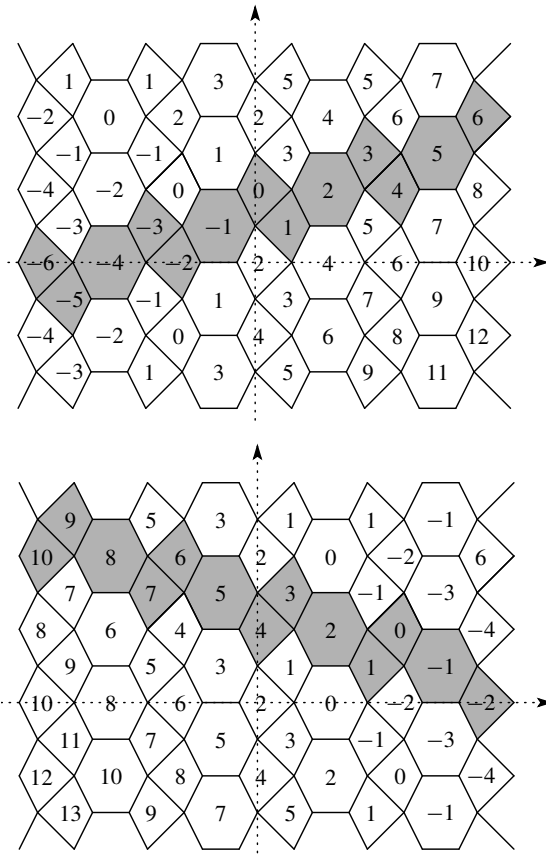 1 1 3 5 5 7
−2 0 2 2 4 6 6
−1 −1 1 3 3 5
−4 −2 0 0 2 4 8
−3 −3 −1 1 5 7
−6 −4 −2 2 4 6 10
−5 −1 1 3 7 9
−4 −2 0 4 6 8 12
−3 1 3 5 9 11
9 5 3 1 1 −1
10 8 6 2 0 −2 6
7 7 5 3 −1 −3
8 6 4 4 2 0 −4
9 5 3 1 1 −1
10 8 6 2 0 −2 −2
11 7 5 3 −1 −3
12 10 8 4 2 0 −4
13 9 7 5 1 −1